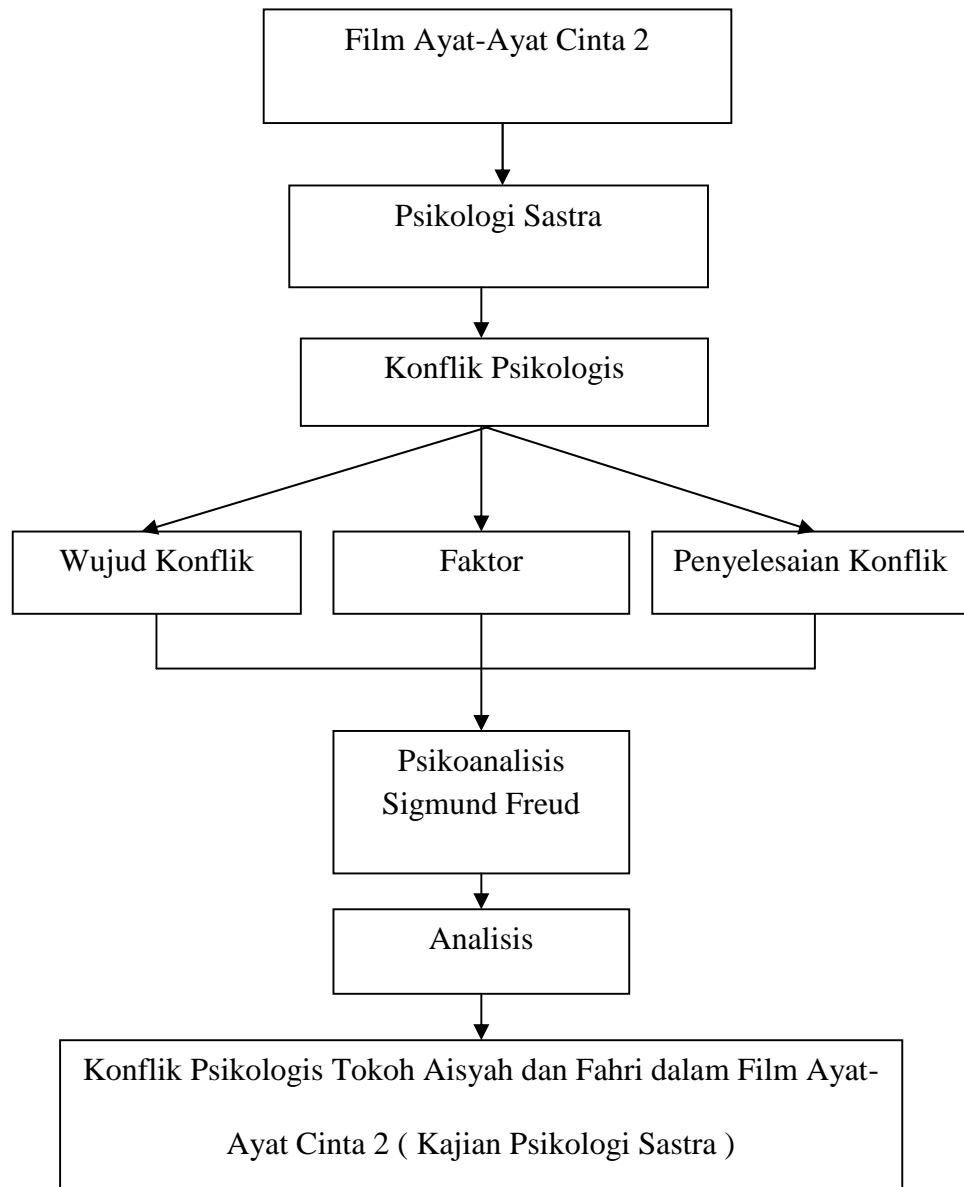 Film Ayat-Ayat Cinta 2
Psikologi Sastra
Konflik Psikologis
Wujud Konflik
Faktor
Penyelesaian Konflik
Psikoanalisis
Sigmund Freud
Analisis
Konflik Psikologis Tokoh Aisyah dan Fahri dalam Film Ayat-
Ayat Cinta 2 ( Kajian Psikologi Sastra )